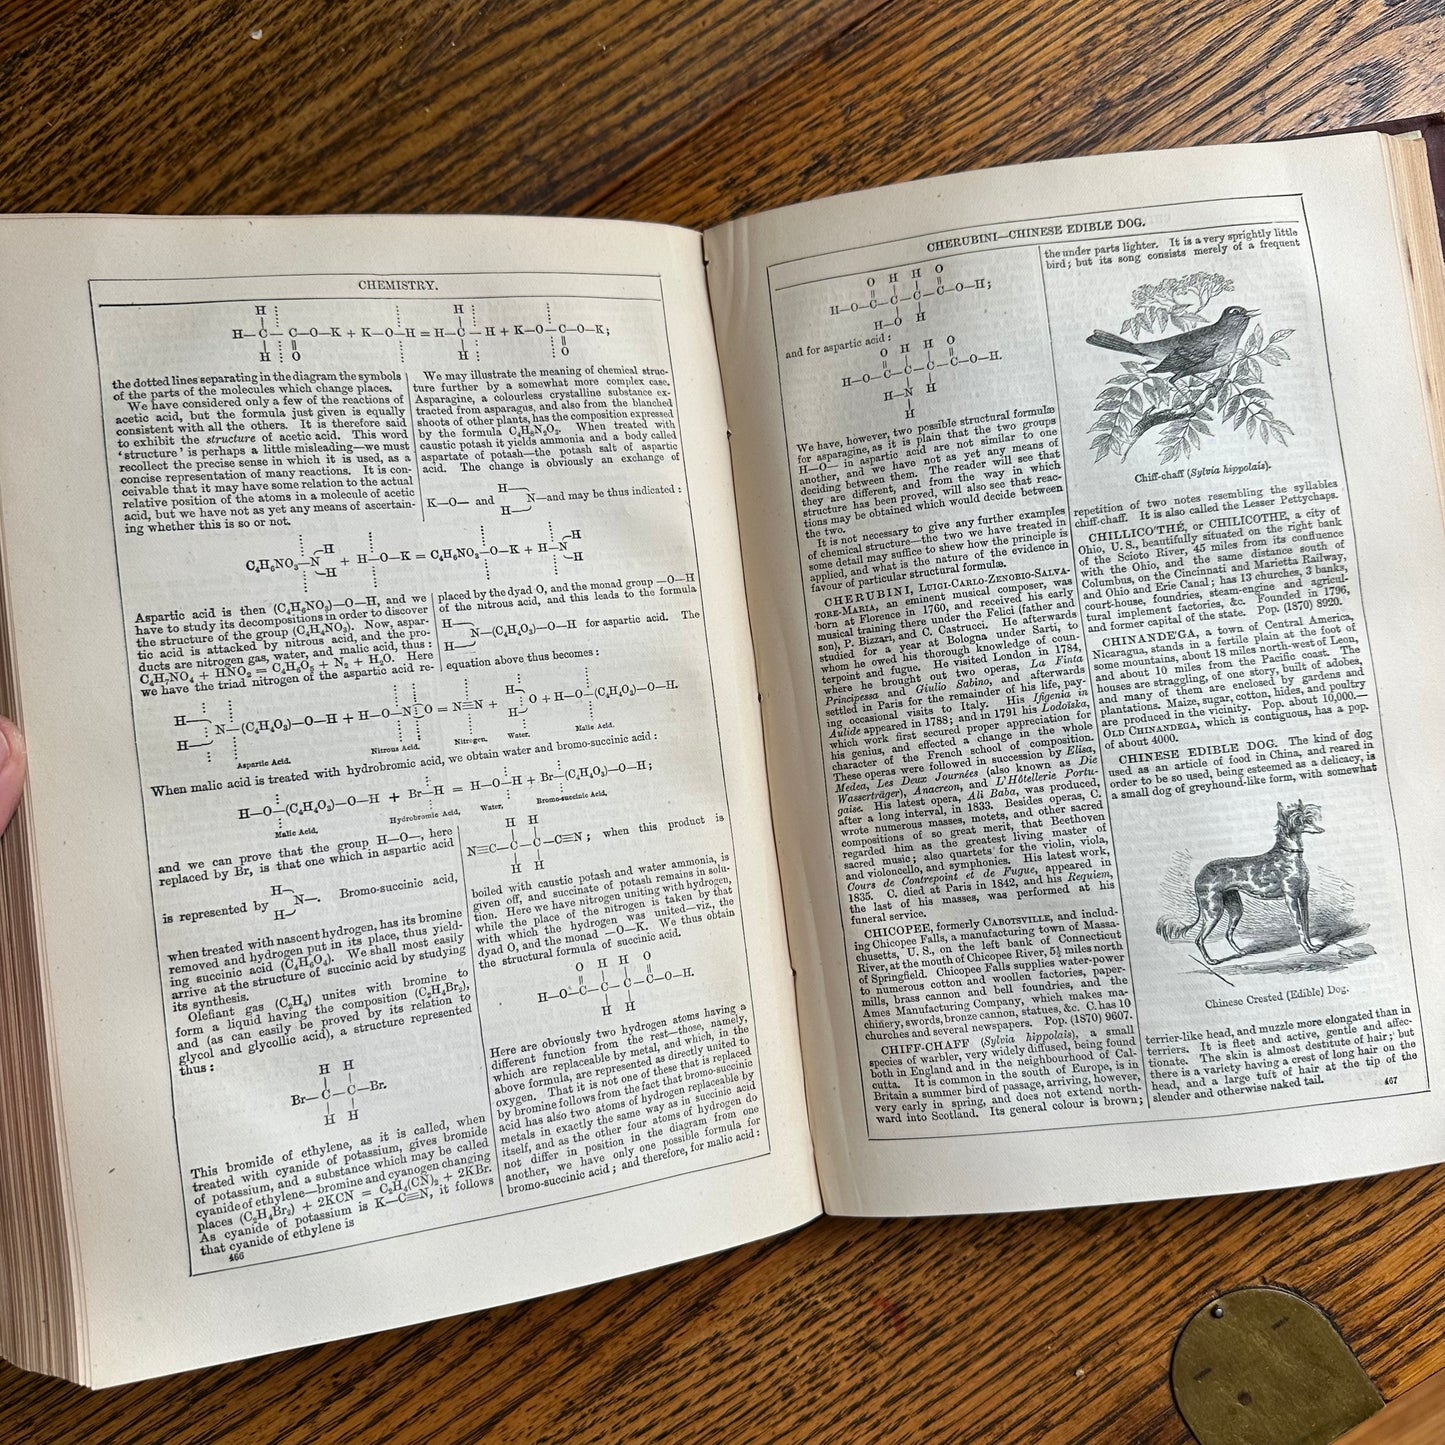 CHEMISTRY.
H—C—C—O—K + K—O—H = H—C—H + K—O—C—O—K;
the dotted lines separating in the diagram the symbols
of the parts of the molecules which change places.
We have considered only a few of the reactions of
acetic acid, but the formula just given is equally
consistent with all the others. It is therefore said
to exhibit the structure of acetic acid. This word
'structure' is perhaps a little misleading—we must
recollect the precise sense in which it is used, as a
concise representation of many reactions. It is con-
ceivable that it may have some relation to the actual
relative position of the atoms in a molecule of acetic
acid, but we have not as yet any means of ascertain-
ing whether this is so or not.
We may illustrate the meaning of chemical struc-
ture further by a somewhat more complex case.
Asparagine, a colourless crystalline substance ex-
tracted from asparagus, and also from the blanched
shoots of other plants, has the composition expressed
by the formula C₄H₈N₂O₃. When treated with
caustic potash it yields ammonia and a body called
aspartate of potash—the potash salt of aspartic
acid. The change is obviously an exchange of
K—O— and H H N—and may be thus indicated:
C₄H₆NO₃—N—H H + H—O—K = C₄H₆NO₃—O—K + H—N—H H
Aspartic acid is then (C₄H₆NO₃)—O—H, and we
have to study its decompositions in order to discover
the structure of the group (C₄H₆NO₃). Now, aspar-
tic acid is attacked by nitrous acid, and the pro-
ducts are nitrogen gas, water, and malic acid, thus:
C₄H₇NO₄ + HNO₂ = C₄H₆O₅ + N₂ + H₂O. Here
we have the triad nitrogen of the aspartic acid re-
placed by the dyad O, and the monad group —O—H
of the nitrous acid, and this leads to the formula
H H N—(C₄H₄O₃)—O—H for aspartic acid. The
equation above thus becomes:
H H N—(C₄H₄O₃)—O—H + H—O—N O = N≡N + H H O + H—O—(C₄H₄O₃)—O—H.
Aspartic Acid. Nitrous Acid. Nitrogen. Water. Malic Acid.
When malic acid is treated with hydrobromic acid, we obtain water and bromo-succinic acid:
H—O—(C₄H₄O₃)—O—H + Br—H = H—O—H + Br—(C₄H₄O₃)—O—H;
Malic Acid, Hydrobromic Acid, Water, Bromo-succinic Acid,
and we can prove that the group H—O—, here
replaced by Br, is that one which in aspartic acid
is represented by H H N—. Bromo-succinic acid,
when treated with nascent hydrogen, has its bromine
removed and hydrogen put in its place, thus yield-
ing succinic acid (C₄H₆O₄). We shall most easily
arrive at the structure of succinic acid by studying
its synthesis.
Olefiant gas (C₂H₄) unites with bromine to
form a liquid having the composition (C₂H₄Br₂),
and (as can easily be proved by its relation to
glycol and glycollic acid), a structure represented
thus:
H H
Br—C—C—Br.
H H
This bromide of ethylene, as it is called, when
treated with cyanide of potassium, gives bromide
of potassium, and a substance which may be called
cyanide of ethylene—bromine and cyanogen changing
places (C₂H₄Br₂) + 2KCN = C₂H₄(CN)₂ + 2KBr.
As cyanide of potassium is K—C≡N, it follows
that cyanide of ethylene is
466
H H
N≡C—C—C—C≡N; when this product is
H H
boiled with caustic potash and water ammonia, is
given off, and succinate of potash remains in solu-
tion. Here we have nitrogen uniting with hydrogen,
while the place of the nitrogen is taken by that
with which the hydrogen was united—viz, the
dyad O, and the monad —O—K. We thus obtain
the structural formula of succinic acid.
O H H O
H—O—C—C—C—C—O—H.
H H
Here are obviously two hydrogen atoms having a
different function from the rest—those, namely,
which are replaceable by metal, and which, in the
above formula, are represented as directly united to
oxygen. That it is not one of these that is replaced
by bromine follows from the fact that bromo-succinic
acid has also two atoms of hydrogen replaceable by
metals in exactly the same way as in succinic acid
itself, and as the other four atoms of hydrogen do
not differ in position in the diagram from one
another, we have only one possible formula for
bromo-succinic acid; and therefore, for malic acid:
CHERUBINI—CHINESE EDIBLE DOG.
O H H O
H—O—C—C—C—C—O—H;
H—O H
and for aspartic acid:
O H H O
H—O—C—C—C—C—O—H.
H—N H
H
We have, however, two possible structural formulæ
for asparagine, as it is plain that the two groups
H—O— in aspartic acid are not similar to one
another, and we have not as yet any means of
deciding between them. The reader will see that
they are different, and from the way in which
structure has been proved, will also see that reac-
tions may be obtained which would decide between
the two.
It is not necessary to give any further examples
of chemical structure—the two we have treated in
some detail may suffice to shew how the principle is
applied, and what is the nature of the evidence in
favour of particular structural formulæ.
CHERUBINI, LUIGI-CARLO-ZENOBIO-SALVA-
TORE-MARIA, an eminent musical composer, was
born at Florence in 1760, and received his early
musical training there under the Felici (father and
son), P. Bizzari, and C. Castrucci. He afterwards
studied for a year at Bologna under Sarti, to
whom he owed his thorough knowledge of coun-
terpoint and fugue. He visited London in 1784,
where he brought out two operas, La Finta
Principessa and Giulio Sabino, and afterwards
settled in Paris for the remainder of his life, pay-
ing occasional visits to Italy. His Ifigenia in
Aulide appeared in 1788; and in 1791 his Lodoïska,
which work first secured proper appreciation for
his genius, and effected a change in the whole
character of the French school of composition.
These operas were followed in succession by Elisa,
Medea, Les Deux Journées (also known as Die
Wasserträger), Anacreon, and L'Hôtellerie Portu-
gaise. His latest opera, Ali Baba, was produced,
after a long interval, in 1833. Besides operas, C.
wrote numerous masses, motets, and other sacred
compositions of so great merit, that Beethoven
regarded him as the greatest living master of
sacred music; also quartets for the violin, viola,
and violoncello, and symphonies. His latest work,
Cours de Contrepoint et de Fugue, appeared in
1835. C. died at Paris in 1842, and his Requiem,
the last of his masses, was performed at his
funeral service.
CHICOPEE, formerly CABOTSVILLE, and includ-
ing Chicopee Falls, a manufacturing town of Massa-
chusetts, U. S., on the left bank of Connecticut
River, at the mouth of Chicopee River, 5½ miles north
of Springfield. Chicopee Falls supplies water-power
to numerous cotton and woollen factories, paper-
mills, brass cannon and bell foundries, and the
Ames Manufacturing Company, which makes ma-
chinery, swords, bronze cannon, statues, &c. C. has 10
churches and several newspapers. Pop. (1870) 9607.
CHIFF-CHAFF (Sylvia hippolais), a small
species of warbler, very widely diffused, being found
both in England and in the neighbourhood of Cal-
cutta. It is common in the south of Europe, is in
Britain a summer bird of passage, arriving, however,
very early in spring, and does not extend north-
ward into Scotland. Its general colour is brown;
the under parts lighter. It is a very sprightly little
bird; but its song consists merely of a frequent
Chiff-chaff (Sylvia hippolais).
repetition of two notes resembling the syllables
chiff-chaff. It is also called the Lesser Pettychaps.
CHILLICO'THÉ, or CHILICOTHE, a city of
Ohio, U. S., beautifully situated on the right bank
of the Scioto River, 45 miles from its confluence
with the Ohio, and the same distance south of
Columbus, on the Cincinnati and Marietta Railway,
and Ohio and Erie Canal; has 13 churches, 3 banks,
court-house, foundries, steam-engine and agricul-
tural implement factories, &c. Founded in 1796,
and former capital of the state. Pop. (1870) 8920.
CHINANDE'GA, a town of Central America,
Nicaragua, stands in a fertile plain at the foot of
some mountains, about 18 miles north-west of Leon,
and about 10 miles from the Pacific coast. The
houses are straggling, of one story, built of adobes,
and many of them are enclosed by gardens and
plantations. Maize, sugar, cotton, hides, and poultry
are produced in the vicinity. Pop. about 10,000.—
OLD CHINANDEGA, which is contiguous, has a pop.
of about 4000.
CHINESE EDIBLE DOG. The kind of dog
used as an article of food in China, and reared in
order to be so used, being esteemed as a delicacy, is
a small dog of greyhound-like form, with somewhat
Chinese Crested (Edible) Dog.
terrier-like head, and muzzle more elongated than in
terriers. It is fleet and active, gentle and affec-
tionate. The skin is almost destitute of hair; but
there is a variety having a crest of long hair on the
head, and a large tuft of hair at the tip of the
slender and otherwise naked tail.
467